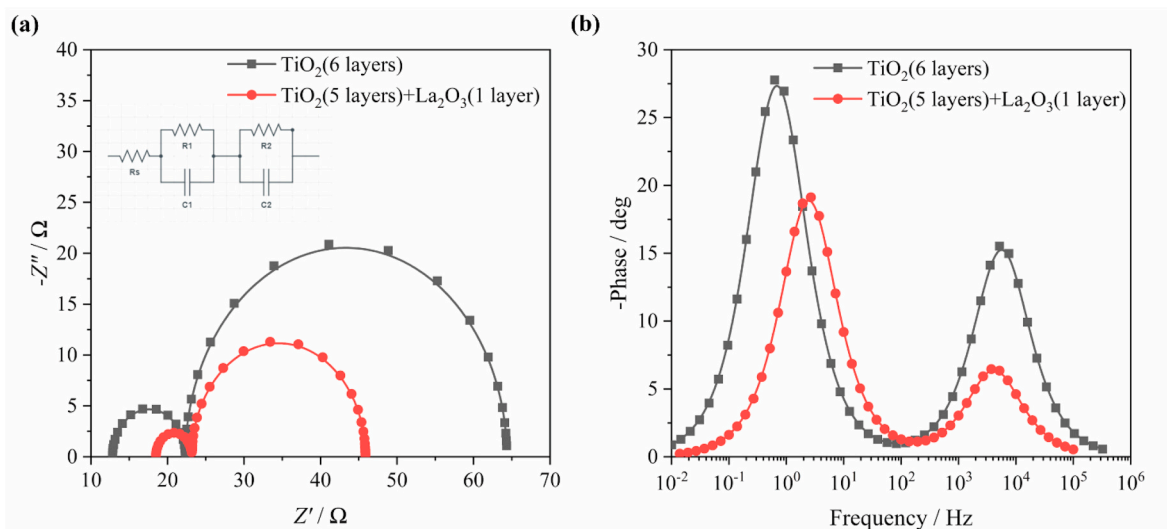 (a)
40
35
30
25
20
15
10
5
0
-Z″ / Ω
TiO₂(6 layers)
TiO₂(5 layers)+La₂O₃(1 layer)
Rs
R1
C1
R2
C2
10 20 30 40 50 60 70
Z′ / Ω
(b)
30
25
20
15
10
5
0
-Phase / deg
TiO₂(6 layers)
TiO₂(5 layers)+La₂O₃(1 layer)
10⁻² 10⁻¹ 10⁰ 10¹ 10² 10³ 10⁴ 10⁵ 10⁶
Frequency / Hz